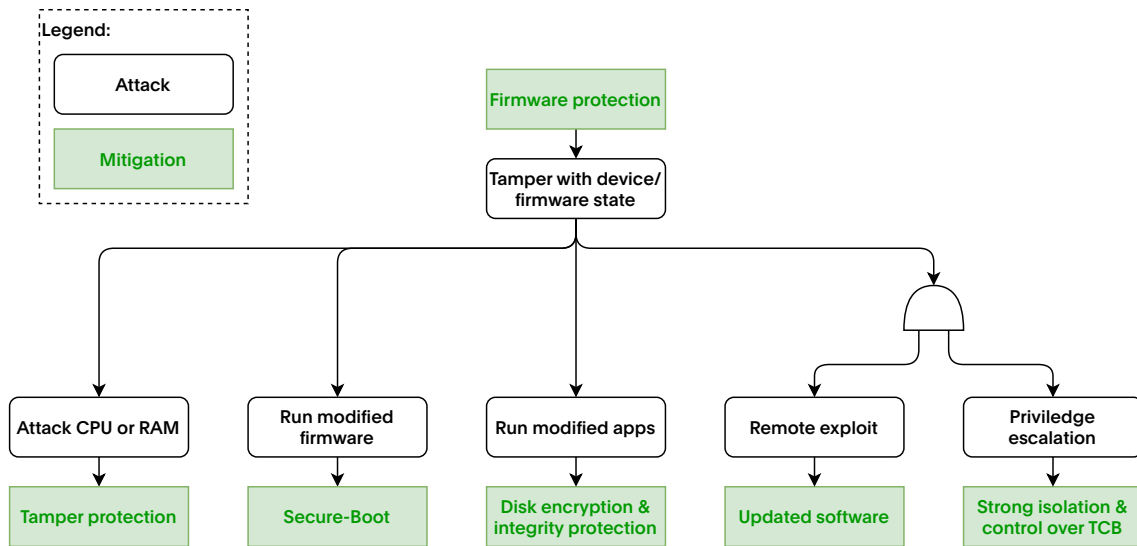 Legend:
Attack
Mitigation
Firmware protection
Tamper with device/
firmware state
Attack CPU or RAM
Run modified
firmware
Run modified apps
Remote exploit
Priviledge
escalation
Tamper protection
Secure-Boot
Disk encryption &
integrity protection
Updated software
Strong isolation &
control over TCB